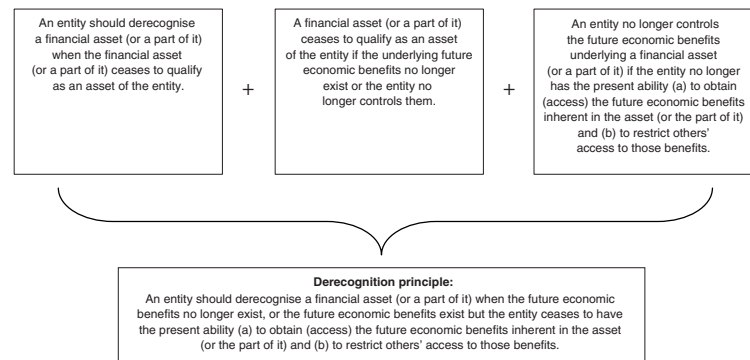 An entity should derecognise
a financial asset (or a part of it)
when the financial asset
(or a part of it) ceases to qualify
as an asset of the entity.
+
A financial asset (or a part of it)
ceases to qualify as an asset
of the entity if the underlying future
economic benefits no longer
exist or the entity no
longer controls them.
+
An entity no longer controls
the future economic benefits
underlying a financial asset
(or a part of it) if the entity no longer
has the present ability (a) to obtain
(access) the future economic benefits
inherent in the asset (or the part of it)
and (b) to restrict others'
access to those benefits.
Derecognition principle:
An entity should derecognise a financial asset (or a part of it) when the future economic
benefits no longer exist, or the future economic benefits exist but the entity ceases to have
the present ability (a) to obtain (access) the future economic benefits inherent in the asset
(or the part of it) and (b) to restrict others' access to those benefits.